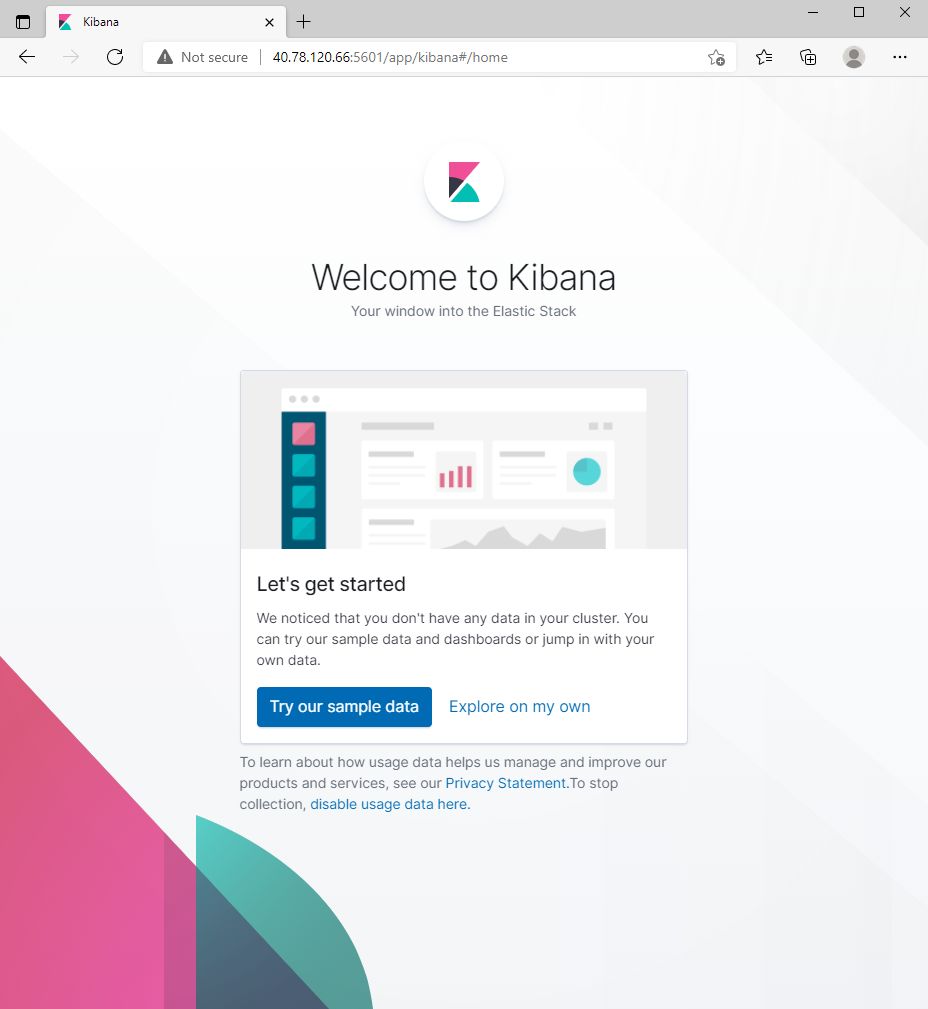 Kibana
Not secure
40.78.120.66:5601/app/kibana#/home
Welcome to Kibana
Your window into the Elastic Stack
Let's get started
We noticed that you don't have any data in your cluster. You
can try our sample data and dashboards or jump in with your
own data.
Try our sample data
Explore on my own
To learn about how usage data helps us manage and improve our
products and services, see our Privacy Statement.To stop
collection, disable usage data here.